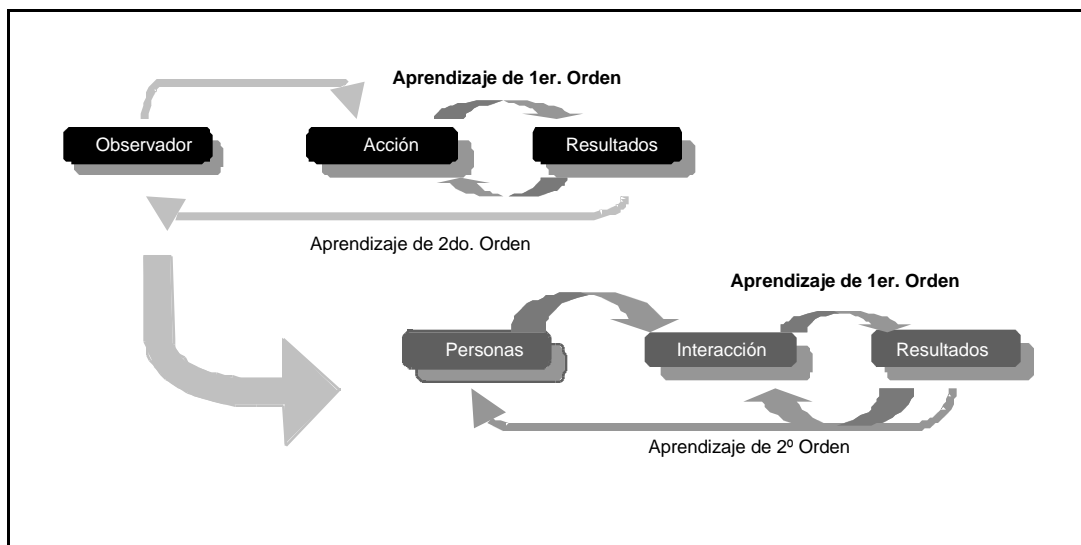 Aprendizaje de 1er. Orden
Observador
Acción
Resultados
Aprendizaje de 2do. Orden
Aprendizaje de 1er. Orden
Personas
Interacción
Resultados
Aprendizaje de 2º Orden